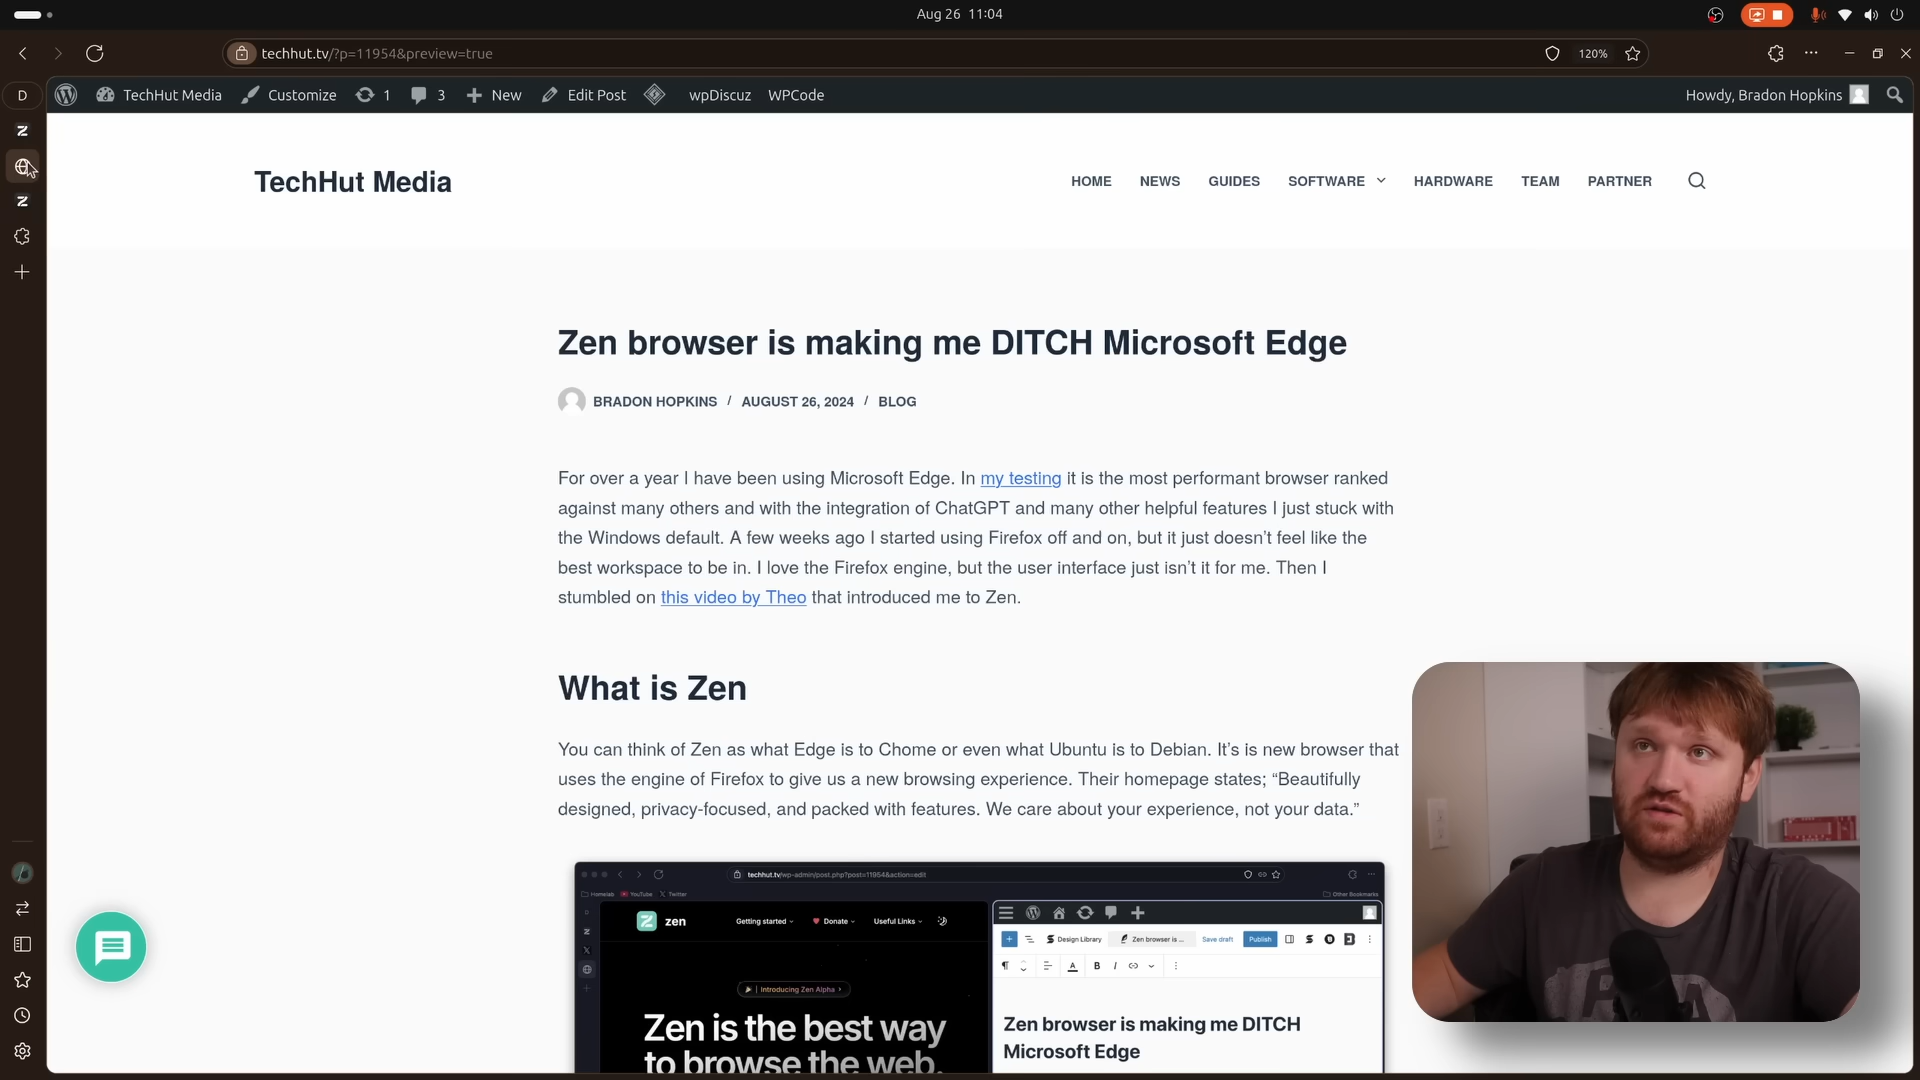 Aug 26 11:04
techhut.tv/?p=11954&preview=true
120%
D
TechHut Media
Customize
1
3
New
Edit Post
wpDiscuz
WPCode
Howdy, Bradon Hopkins
TechHut Media
HOME
NEWS
GUIDES
SOFTWARE
HARDWARE
TEAM
PARTNER
Zen browser is making me DITCH Microsoft Edge
BRADON HOPKINS / AUGUST 26, 2024 / BLOG
For over a year I have been using Microsoft Edge. In my testing it is the most performant browser ranked
against many others and with the integration of ChatGPT and many other helpful features I just stuck with
the Windows default. A few weeks ago I started using Firefox off and on, but it just doesn’t feel like the
best workspace to be in. I love the Firefox engine, but the user interface just isn’t it for me. Then I
stumbled on this video by Theo that introduced me to Zen.
What is Zen
You can think of Zen as what Edge is to Chome or even what Ubuntu is to Debian. It’s is new browser that
uses the engine of Firefox to give us a new browsing experience. Their homepage states; “Beautifully
designed, privacy-focused, and packed with features. We care about your experience, not your data.”
techhut.tv/wp-admin/post.php?post=11954&action=edit
Homelab YouTube Twitter
Other Bookmarks
zen
Getting started
Donate
Useful Links
Design Library
Zen browser is ...
Save draft
Publish
A B I
Introducing Zen Alpha
Zen is the best way
to browse the web.
Zen browser is making me DITCH
Microsoft Edge